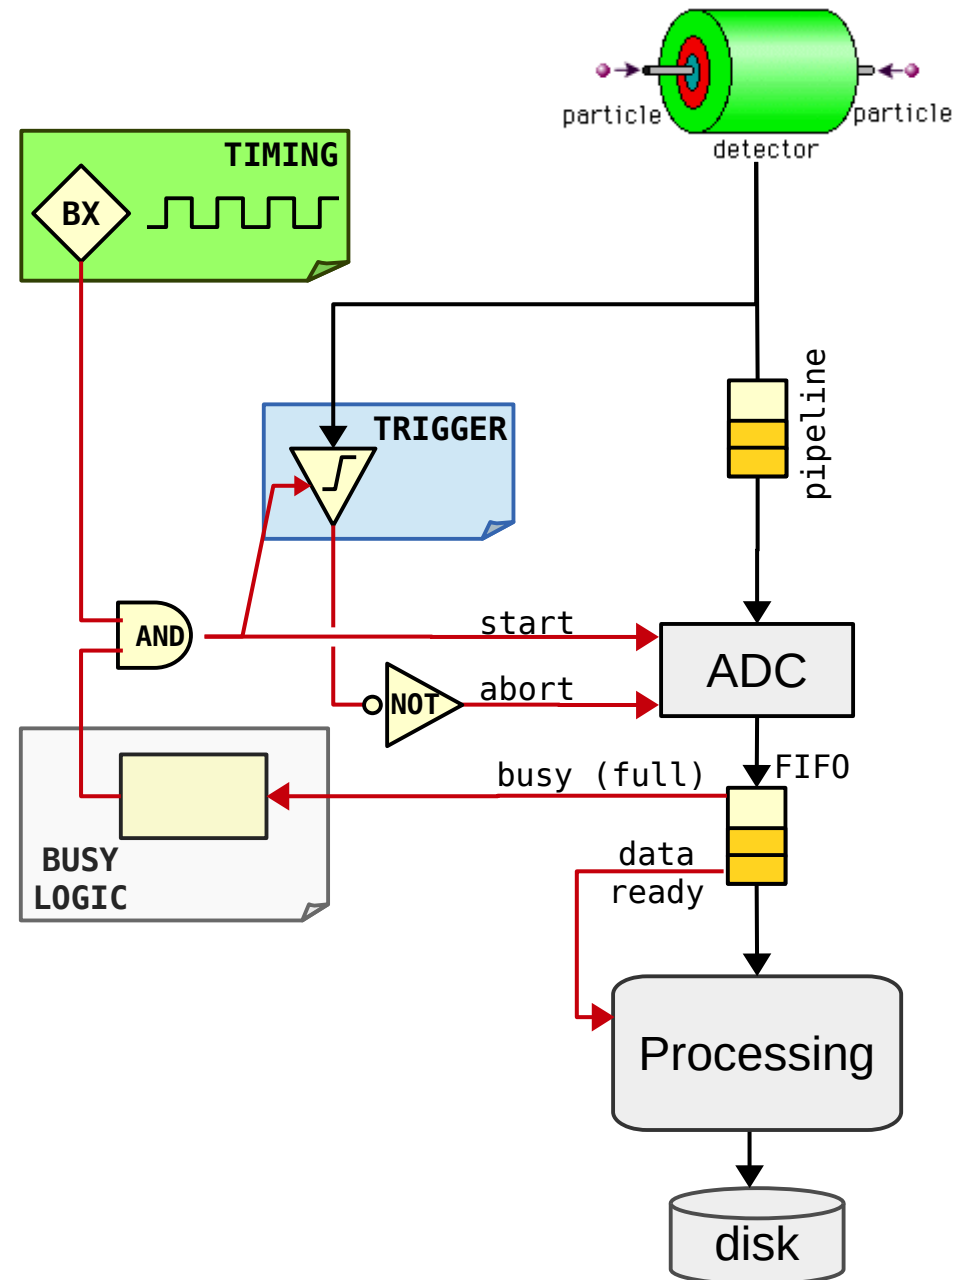 particle
particle
detector
TIMING
BX
pipeline
TRIGGER
start
AND
ADC
abort
NOT
FIFO
busy (full)
data
ready
BUSY
LOGIC
Processing
disk